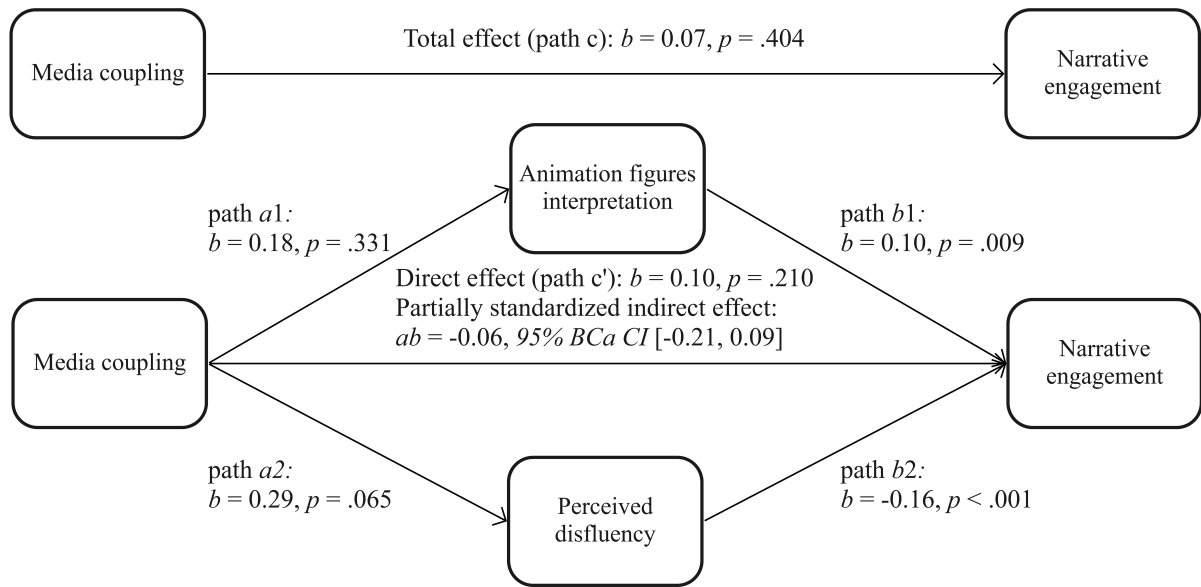 Total effect (path c): b = 0.07, p = .404
Media coupling
Narrative
engagement
Animation figures
interpretation
path a1:
b = 0.18, p = .331
path b1:
b = 0.10, p = .009
Direct effect (path c'): b = 0.10, p = .210
Partially standardized indirect effect:
ab = -0.06, 95% BCa CI [-0.21, 0.09]
Media coupling
Narrative
engagement
path a2:
b = 0.29, p = .065
path b2:
b = -0.16, p < .001
Perceived
disfluency